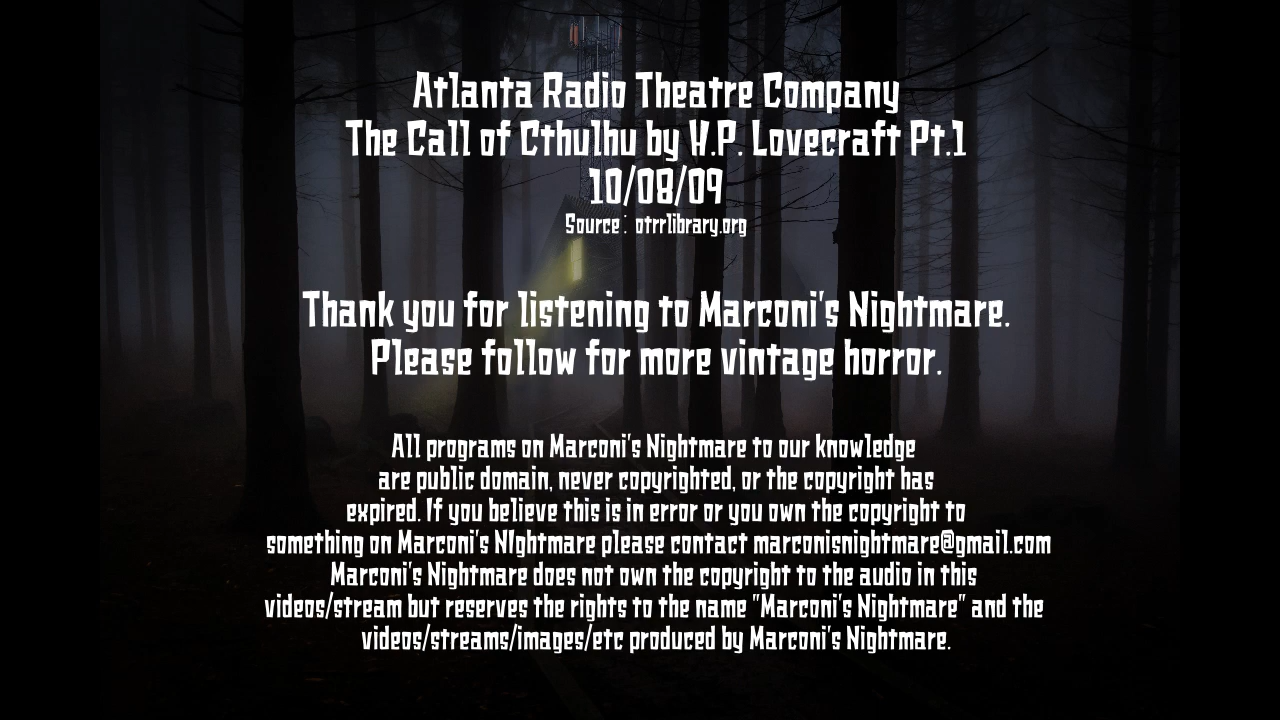 Atlanta Radio Theatre Company
The Call of Cthulhu by H.P. Lovecraft Pt.1
10/08/09
Source: otrrlibrary.org
Thank you for listening to Marconi's Nightmare.
Please follow for more vintage horror.
All programs on Marconi's Nightmare to our knowledge
are public domain, never copyrighted, or the copyright has
expired. If you believe this is in error or you own the copyright to
something on Marconi's NIghtmare please contact marconisnightmare@gmail.com
Marconi's Nightmare does not own the copyright to the audio in this
videos/stream but reserves the rights to the name "Marconi's Nightmare" and the
videos/streams/images/etc produced by Marconi's Nightmare.